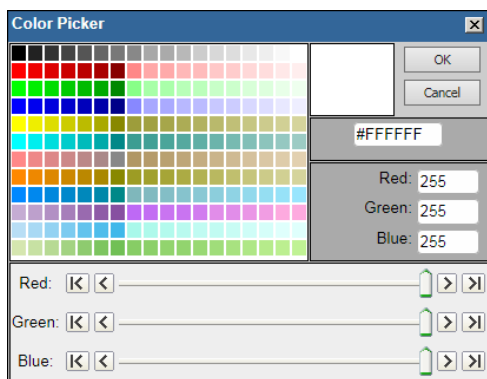 Color Picker
OK
Cancel
#FFFFFF
Red: 255
Green: 255
Blue: 255
Red:
Green:
Blue: